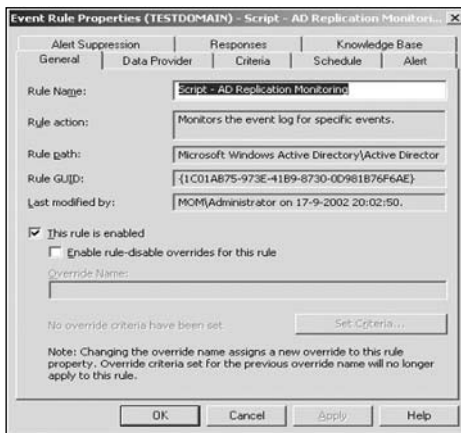 Event Rule Properties (TESTDOMAIN) - Script - AD Replication Monitori...
Alert Suppression Responses Knowledge Base
General Data Provider Criteria Schedule Alert
Rule Name: Script - AD Replication Monitoring
Rule action: Monitors the event log for specific events.
Rule path: Microsoft Windows Active Directory\Active Director
Rule GUID: {1C01AB75-973E-41B9-8730-0D981B76F6AE}
Last modified by: MOM\Administrator on 17-9-2002 20:02:50.
This rule is enabled
Enable rule-disable overrides for this rule
Override Name:
No override criteria have been set Set Criteria...
Note: Changing the override name assigns a new override to this rule
property. Override criteria set for the previous override name will no longer
apply to this rule.
OK Cancel Apply Help